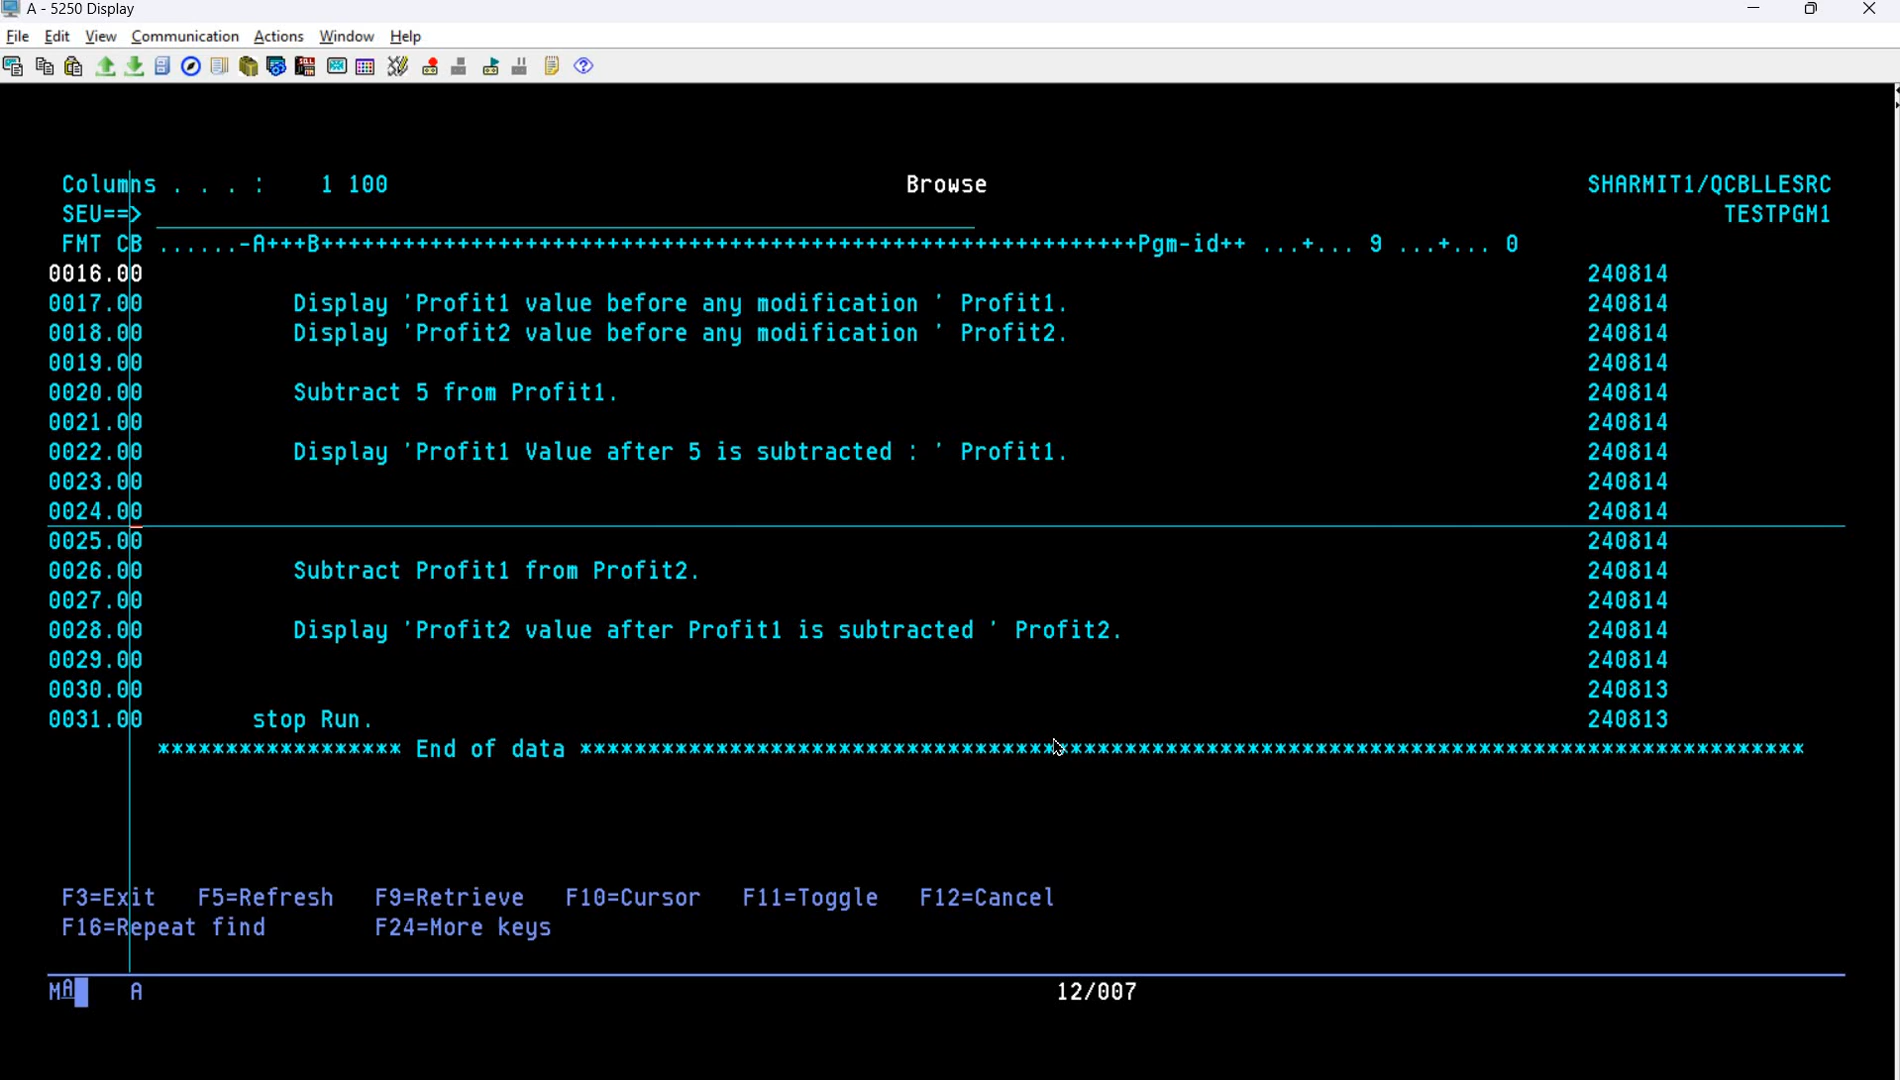 A - 5250 Display
File Edit View Communication Actions Window Help
Columns . . . : 1 100 Browse SHARMIT1/QCBLLESRC
SEU==> TESTPGM1
FMT CB ......-A+++B++++++++++++++++++++++++++++++++++++++++++++++++++++++++++++Pgm-id++ ...+... 9 ...+... 0
0016.00 240814
0017.00 Display 'Profit1 value before any modification ' Profit1. 240814
0018.00 Display 'Profit2 value before any modification ' Profit2. 240814
0019.00 240814
0020.00 Subtract 5 from Profit1. 240814
0021.00 240814
0022.00 Display 'Profit1 Value after 5 is subtracted : ' Profit1. 240814
0023.00 240814
0024.00 240814
0025.00 240814
0026.00 Subtract Profit1 from Profit2. 240814
0027.00 240814
0028.00 Display 'Profit2 value after Profit1 is subtracted ' Profit2. 240814
0029.00 240814
0030.00 240813
0031.00 stop Run. 240813
****************** End of data ******************************************************************************************
F3=Exit F5=Refresh F9=Retrieve F10=Cursor F11=Toggle F12=Cancel
F16=Repeat find F24=More keys
MA A 12/007